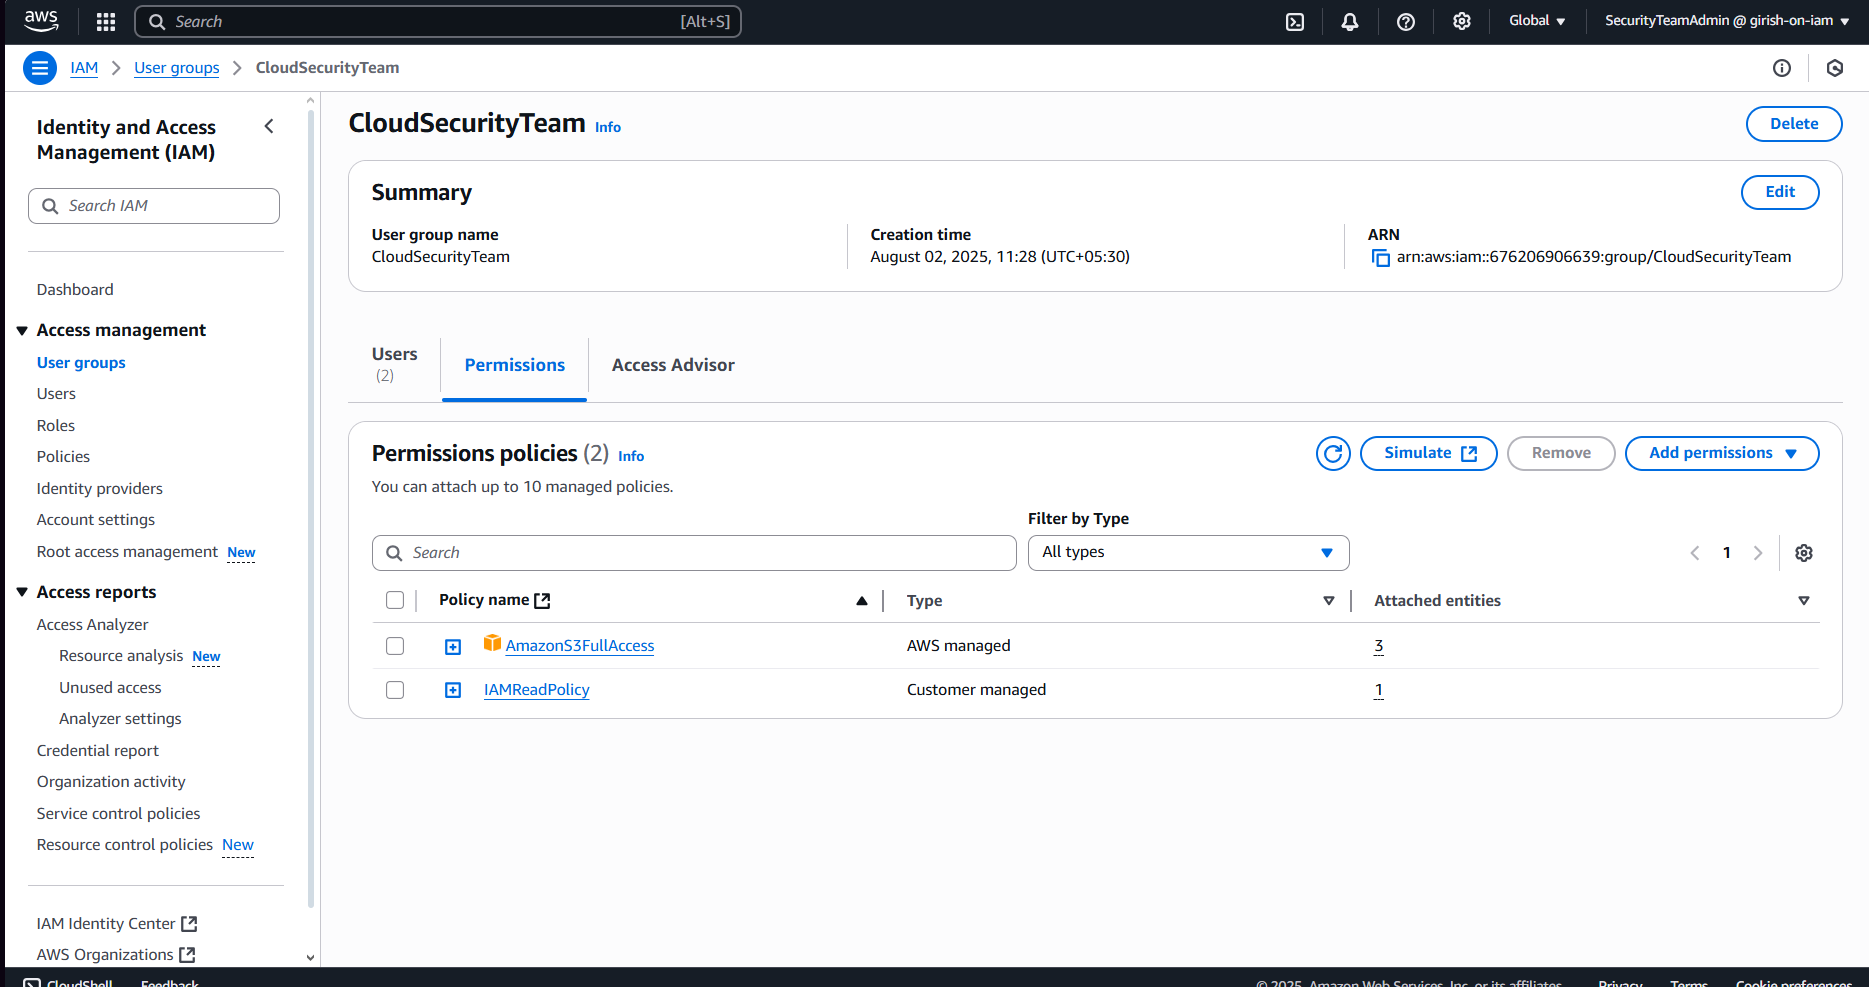 aws
Search [Alt+S]
Global
SecurityTeamAdmin @ girish-on-iam
IAM
User groups
CloudSecurityTeam
Identity and Access
Management (IAM)
Search IAM
Dashboard
Access management
User groups
Users
Roles
Policies
Identity providers
Account settings
Root access management New
Access reports
Access Analyzer
Resource analysis New
Unused access
Analyzer settings
Credential report
Organization activity
Service control policies
Resource control policies New
IAM Identity Center
AWS Organizations
CloudSecurityTeam Info
Delete
Summary
Edit
User group name
CloudSecurityTeam
Creation time
August 02, 2025, 11:28 (UTC+05:30)
ARN
arn:aws:iam::676206906639:group/CloudSecurityTeam
Users
(2)
Permissions
Access Advisor
Permissions policies (2) Info
You can attach up to 10 managed policies.
Simulate
Remove
Add permissions
Filter by Type
Search
All types
1
Policy name
Type
Attached entities
AmazonS3FullAccess
AWS managed
3
IAMReadPolicy
Customer managed
1
CloudShell
Feedback
© 2025, Amazon Web Services, Inc. or its affiliates.
Privacy
Terms
Cookie preferences